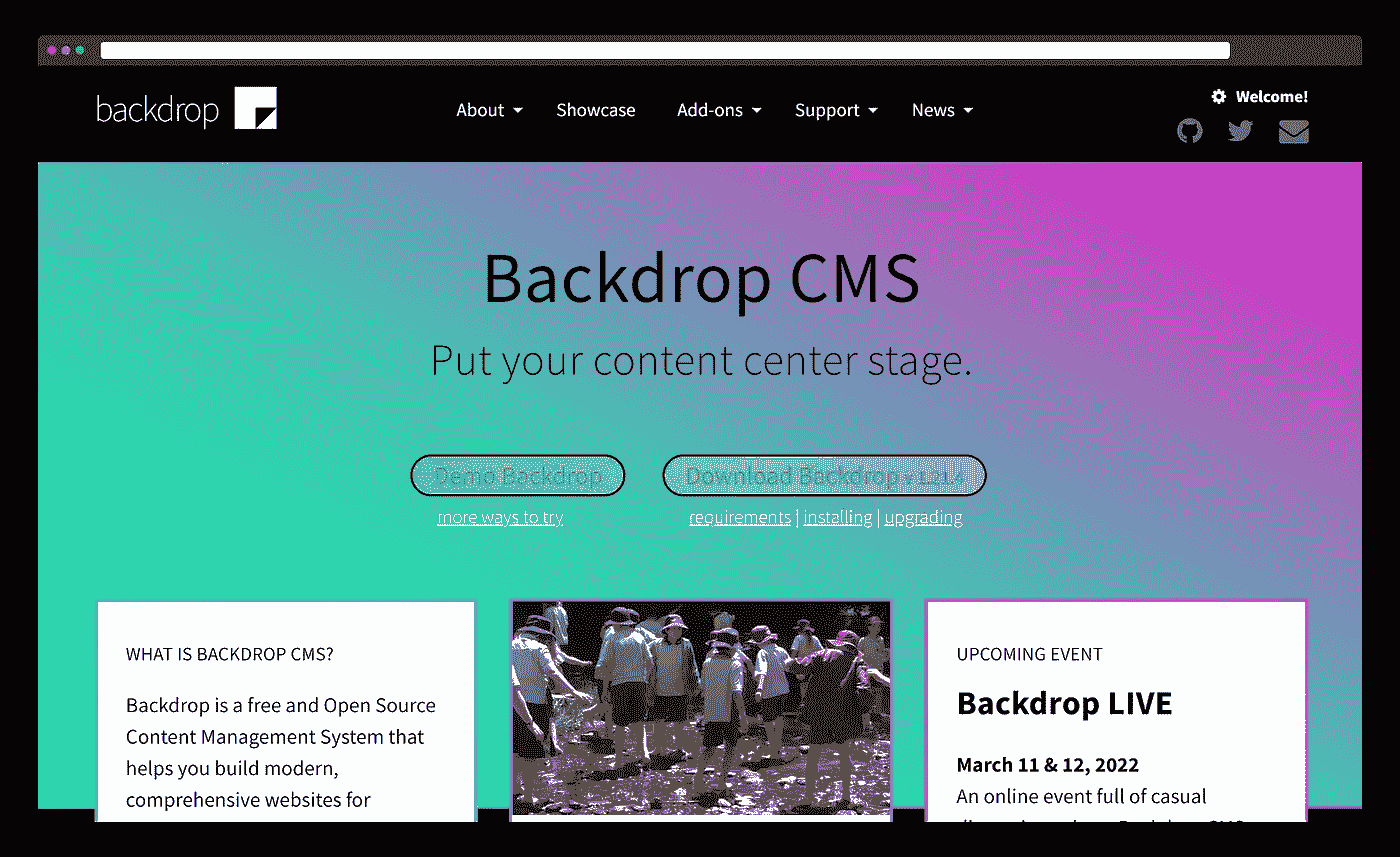 backdrop
About
Showcase
Add-ons
Support
News
Welcome!
Backdrop CMS
Put your content center stage.
Demo Backdrop
Download Backdrop
more ways to try
requirements | installing | upgrading
WHAT IS BACKDROP CMS?
Backdrop is a free and Open Source
Content Management System that
helps you build modern,
comprehensive websites for
UPCOMING EVENT
Backdrop LIVE
March 11 & 12, 2022
An online event full of casual